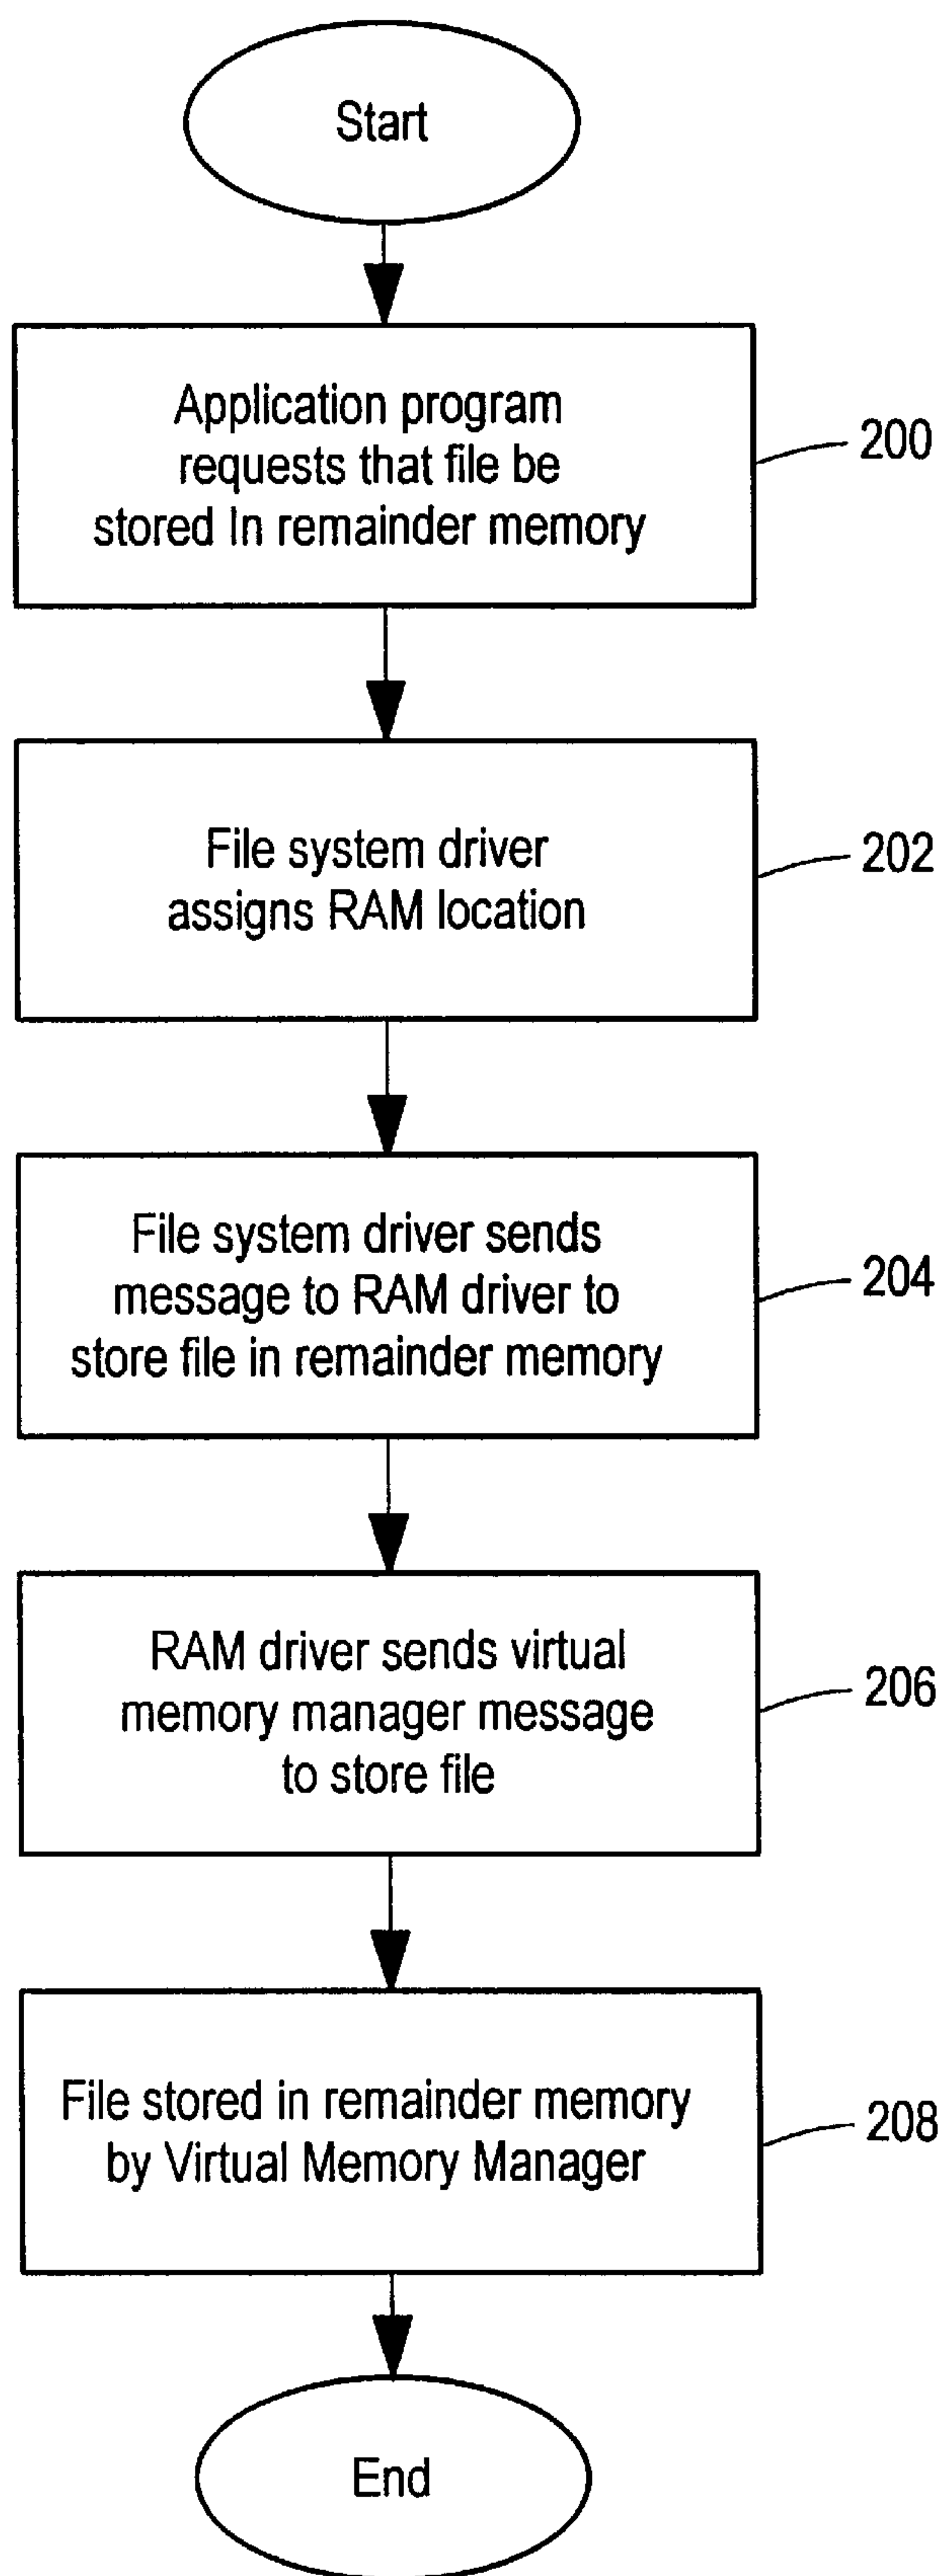 Start
Application program
requests that file be
stored In remainder memory
200
File system driver
assigns RAM location
202
File system driver sends
message to RAM driver to
store file in remainder memory
204
RAM driver sends virtual
memory manager message
to store file
206
File stored in remainder memory
by Virtual Memory Manager
208
End